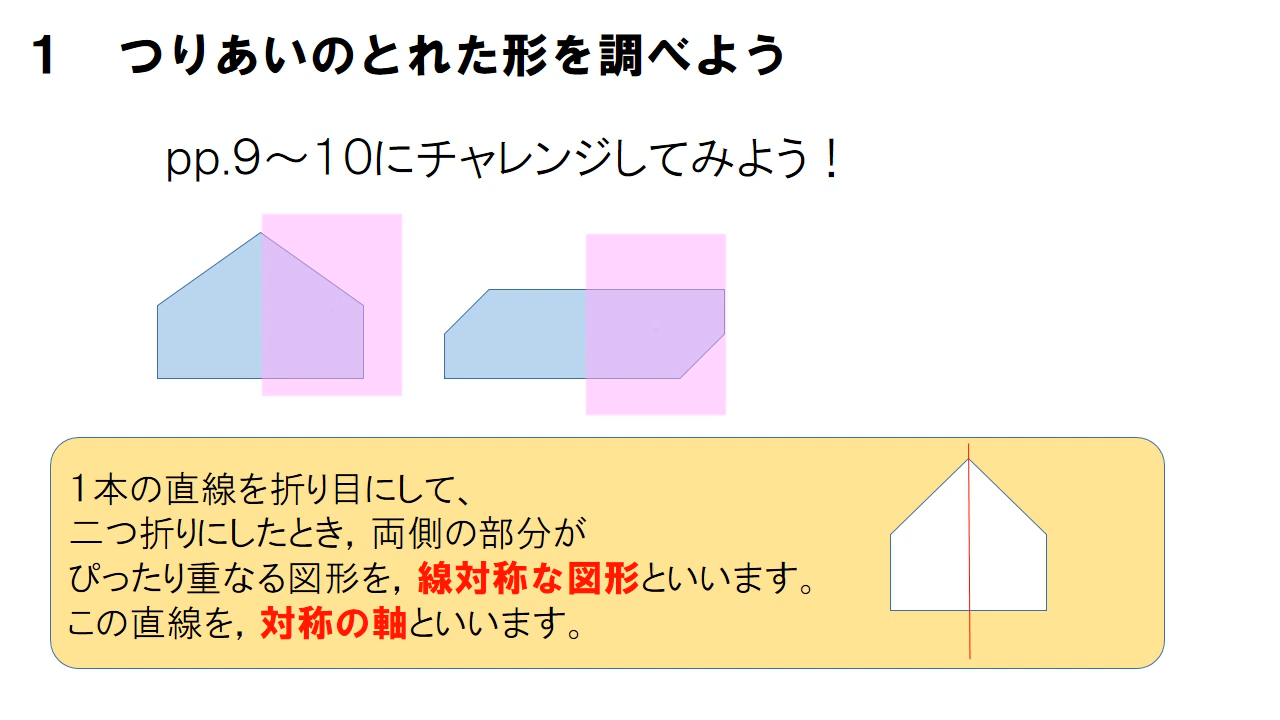 １　つりあいのとれた形を調べよう
pp.９～１０にチャレンジしてみよう！
１本の直線を折り目にして、
二つ折りにしたとき，両側の部分が
ぴったり重なる図形を，線対称な図形といいます。
この直線を，対称の軸といいます。